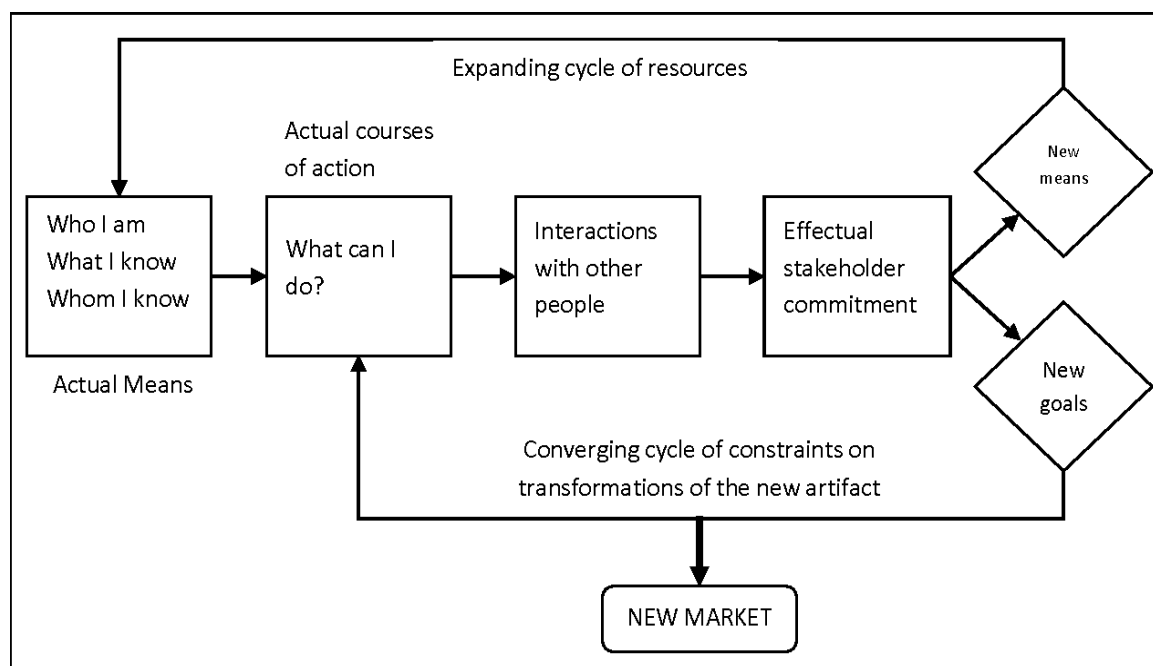 Expanding cycle of resources
Actual courses
of action
New
means
Who I am
What I know
Whom I know
What can I
do?
Interactions
with other
people
Effectual
stakeholder
commitment
Actual Means
New
goals
Converging cycle of constraints on
transformations of the new artifact
NEW MARKET